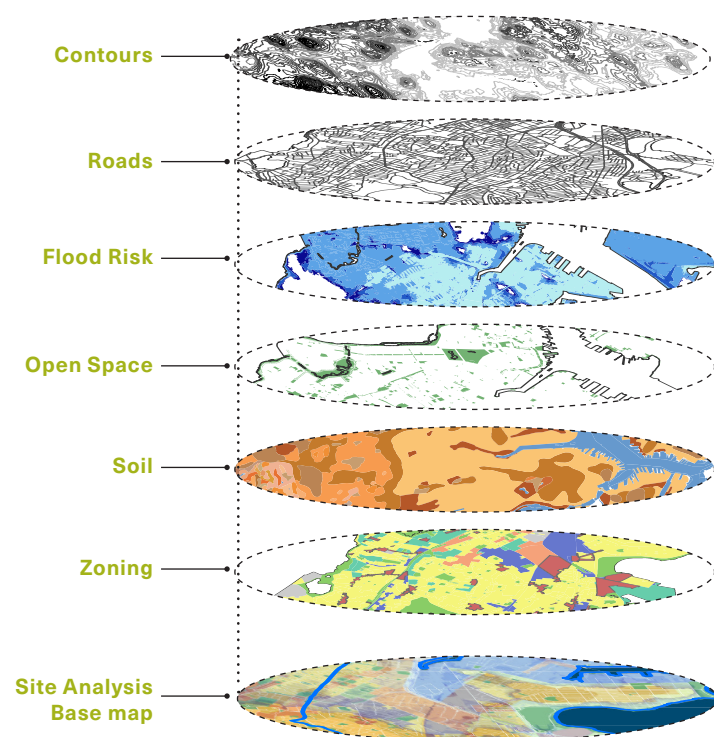 Contours
Roads
Flood Risk
Open Space
Soil
Zoning
Site Analysis
Base map